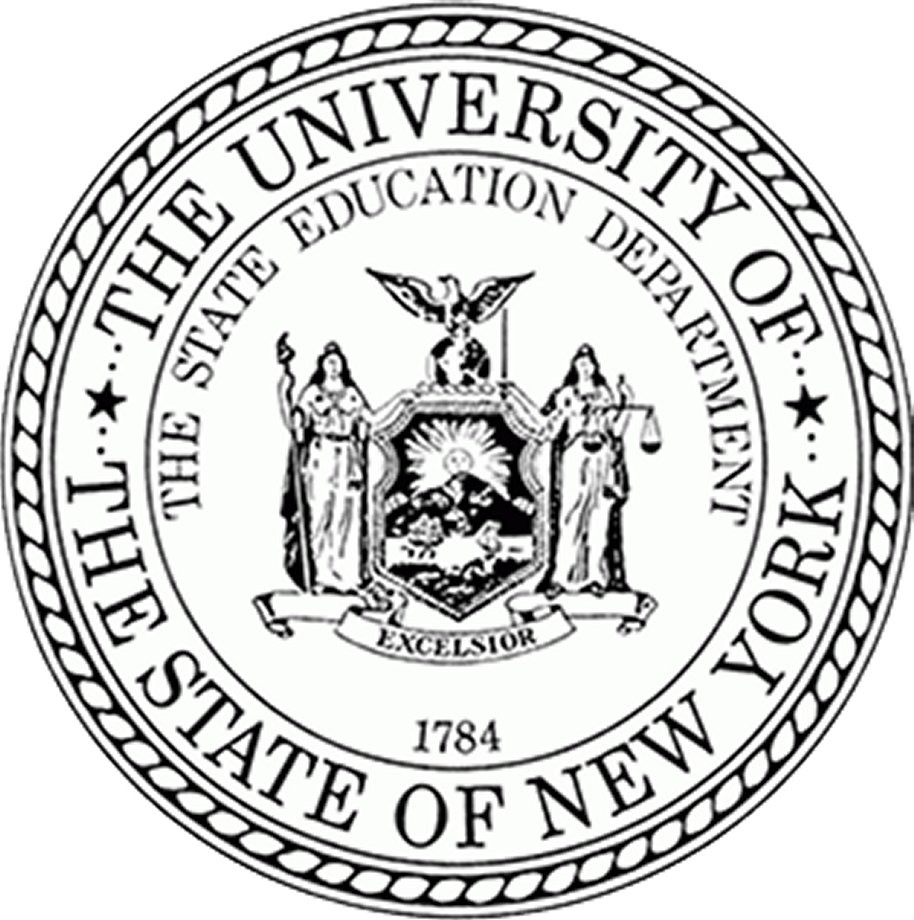 THE UNIVERSITY OF
THE STATE OF NEW YORK
THE STATE EDUCATION DEPARTMENT
EXCELSIOR
1784